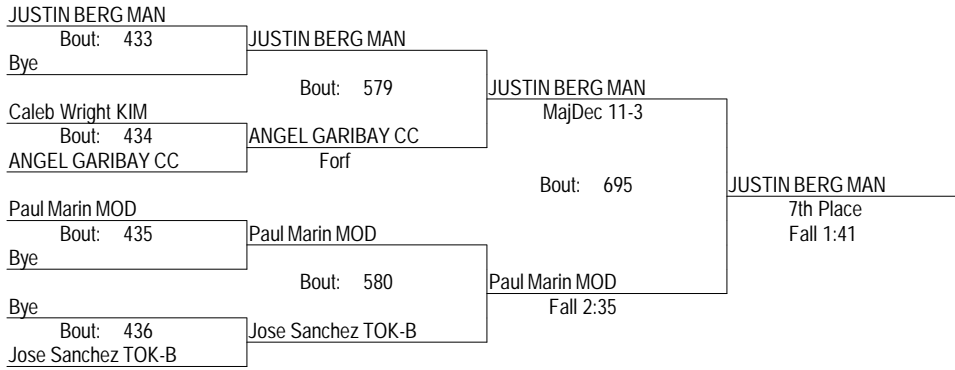 JUSTIN BERG MAN
Bout: 433
Bye
JUSTIN BERG MAN
Bout: 579
Caleb Wright KIM
Bout: 434
ANGEL GARIBAY CC
ANGEL GARIBAY CC
Forf
JUSTIN BERG MAN
MajDec 11-3
Bout: 695
Paul Marin MOD
Bout: 435
Bye
Paul Marin MOD
Bout: 580
Bye
Bout: 436
Jose Sanchez TOK-B
Jose Sanchez TOK-B
Paul Marin MOD
Fall 2:35
JUSTIN BERG MAN
7th Place
Fall 1:41